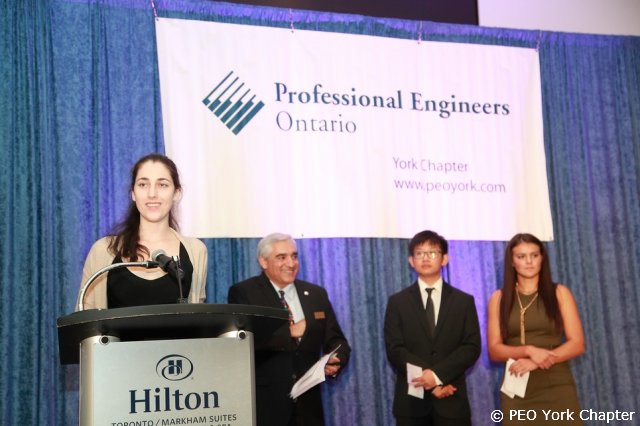 Professional Engineers
Ontario
York Chapter
www.peoyork.com
H
Hilton
TORONTO / MARKHAM SUITES
© PEO York Chapter